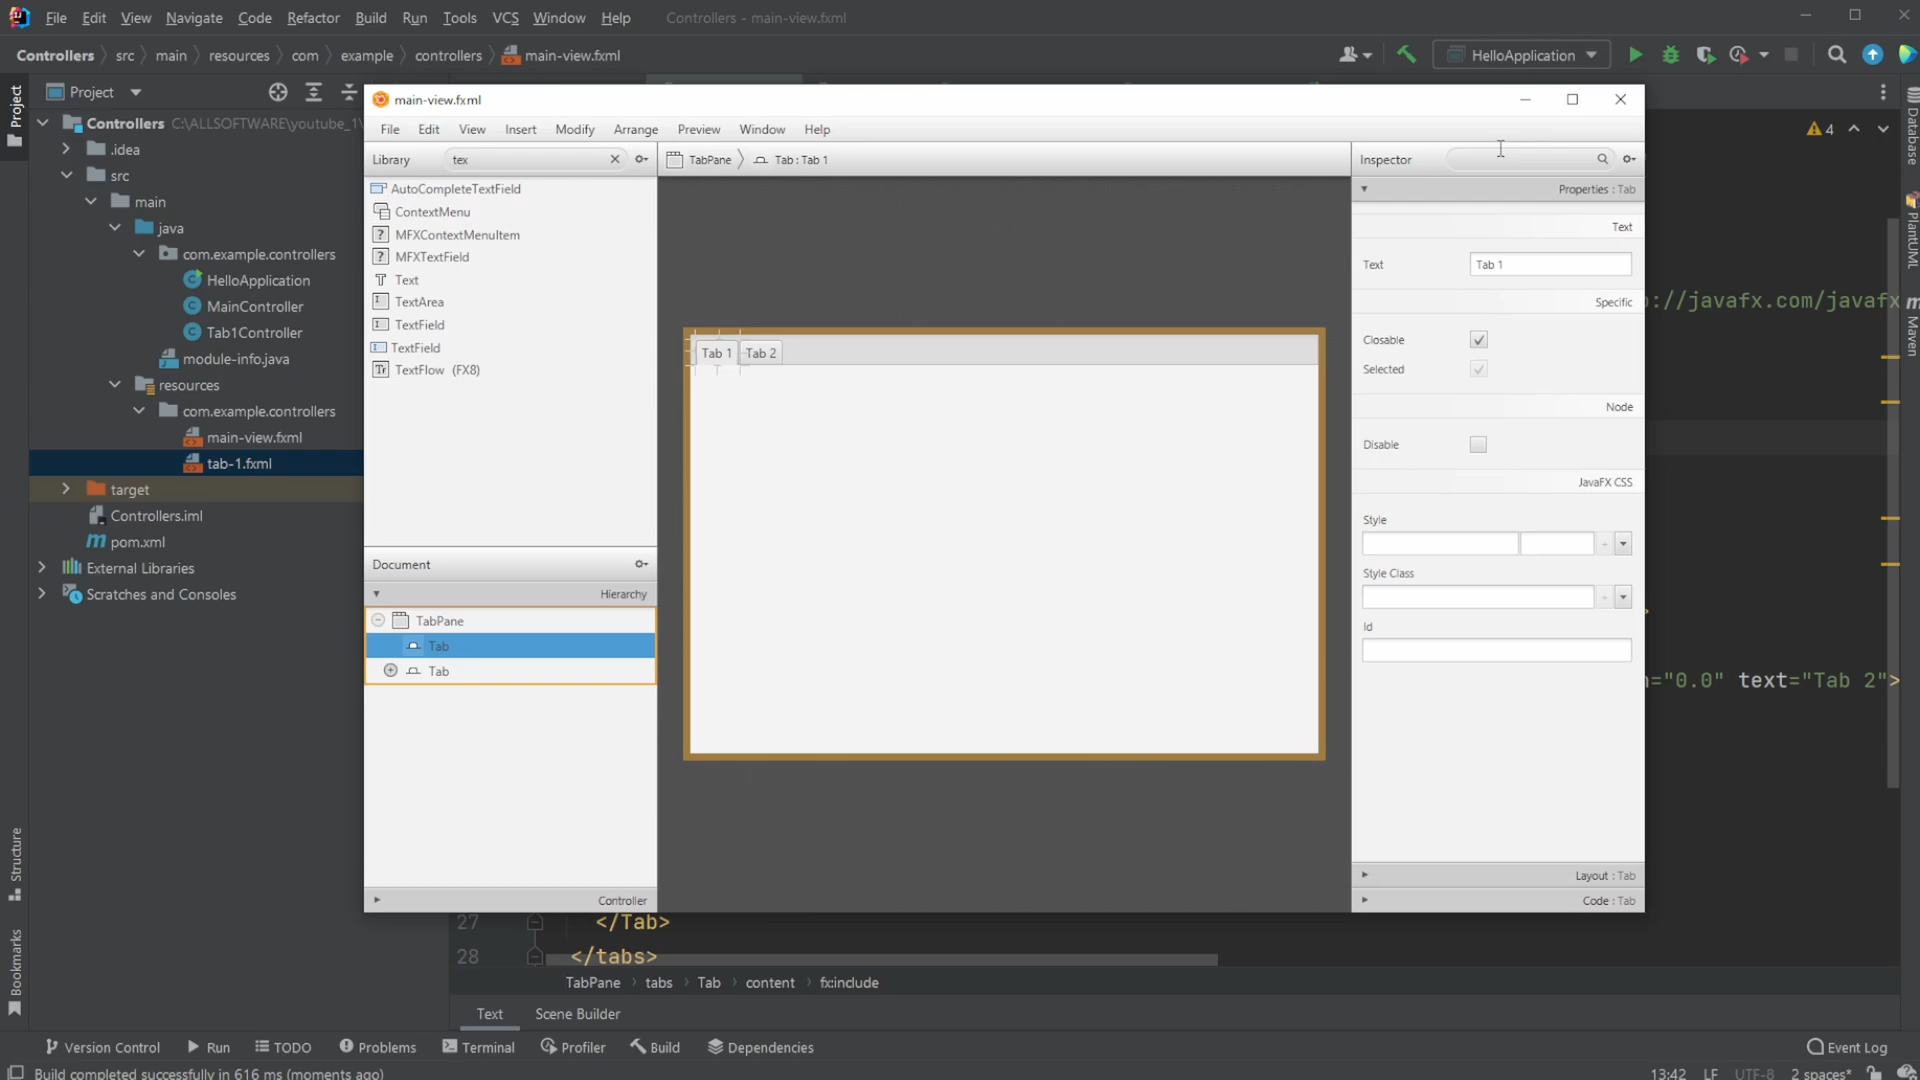 File Edit View Navigate Code Refactor Build Run Tools VCS Window Help Controllers - main-view.fxml
Controllers src main resources com example controllers main-view.fxml HelloApplication
Project
Controllers C:\ALLSOFTWARE\youtube_1\
.idea
src
main
java
com.example.controllers
HelloApplication
MainController
Tab1Controller
module-info.java
resources
com.example.controllers
main-view.fxml
tab-1.fxml
target
Controllers.iml
pom.xml
External Libraries
Scratches and Consoles
Project
Structure
Bookmarks
main-view.fxml
File Edit View Insert Modify Arrange Preview Window Help
Library tex
AutoCompleteTextField
ContextMenu
MFXContextMenuItem
MFXTextField
Text
TextArea
TextField
TextField
TextFlow (FX8)
Document
Hierarchy
TabPane
Tab
Tab
Controller
TabPane Tab : Tab 1
Tab 1 Tab 2
Inspector
Properties : Tab
Text
Text Tab 1
Specific
Closable
Selected
Node
Disable
JavaFX CSS
Style
Style Class
Id
Layout : Tab
Code : Tab
4
://javafx.com/javafx
="0.0" text="Tab 2">
Database
PlantUML
Maven
27 </Tab>
28 </tabs>
TabPane tabs Tab content fx:include
Text Scene Builder
Version Control Run TODO Problems Terminal Profiler Build Dependencies Event Log
Build completed successfully in 616 ms (moments ago) 13:42 LF UTF-8 2 spaces*